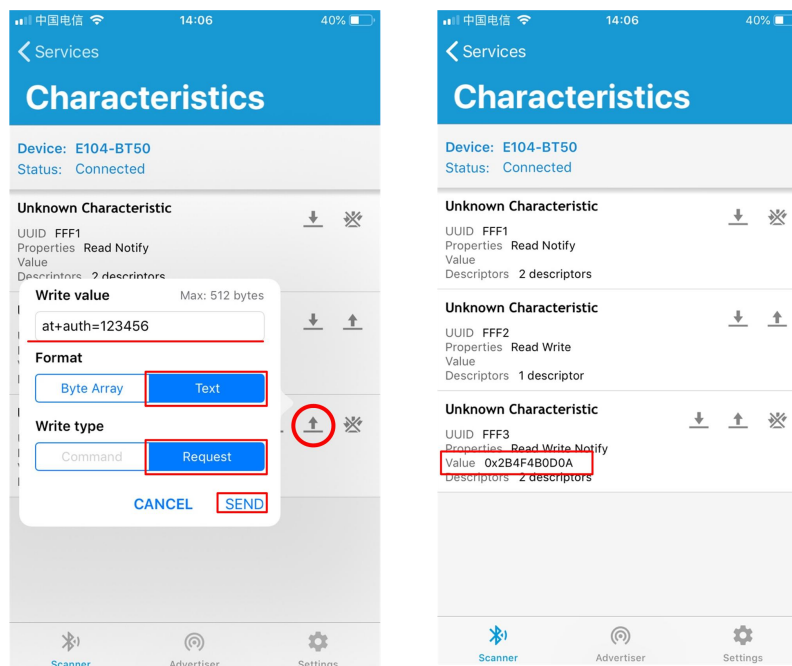 中国电信 14:06 40%
Services
Characteristics
Device: E104-BT50
Status: Connected
Unknown Characteristic
UUID FFF1
Properties Read Notify
Value
Descriptors 2 descriptors
Write value Max: 512 bytes
at+auth=123456
Format
Byte Array Text
Write type
Command Request
CANCEL SEND
Scanner Advertiser Settings
中国电信 14:06 40%
Services
Characteristics
Device: E104-BT50
Status: Connected
Unknown Characteristic
UUID FFF1
Properties Read Notify
Value
Descriptors 2 descriptors
Unknown Characteristic
UUID FFF2
Properties Read Write
Value
Descriptors 1 descriptor
Unknown Characteristic
UUID FFF3
Properties Read Write Notify
Value 0x2B4F4B0D0A
Descriptors 2 descriptors
Scanner Advertiser Settings